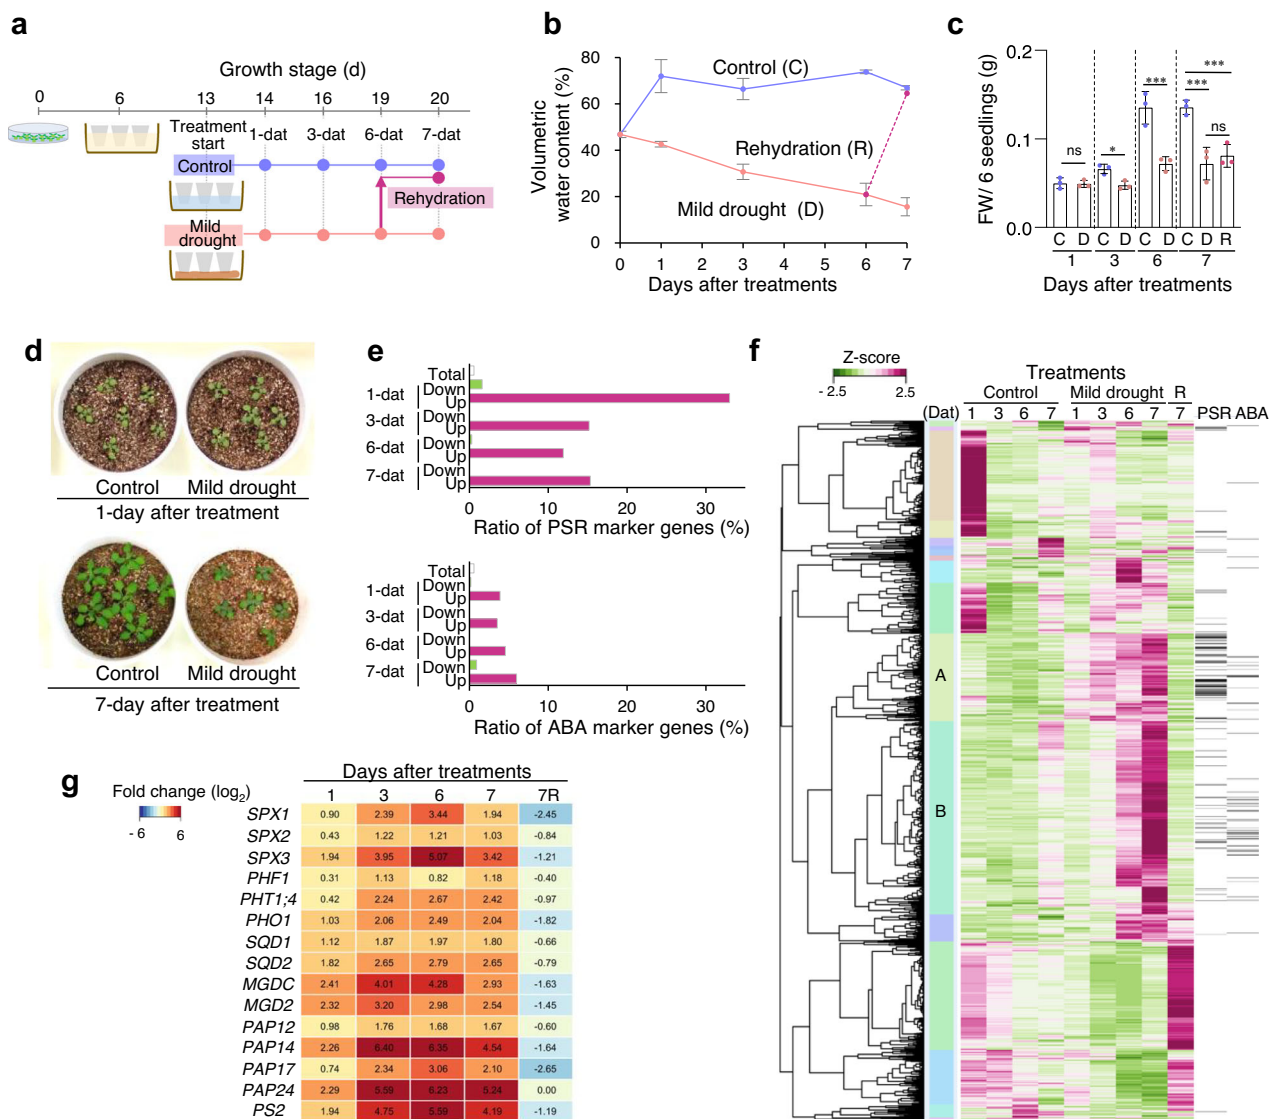 a
Growth stage (d)
0 6 13 14 16 19 20
Treatment start
1-dat 3-dat 6-dat 7-dat
Control
Rehydration
Mild drought
b
Volumetric water content (%)
80
60
40
20
0
Control (C)
Rehydration (R)
Mild drought (D)
0 1 2 3 4 5 6 7
Days after treatments
c
FW/ 6 seedlings (g)
0.2
0.1
0.0
ns * *** *** *** ns
C D C D C D C D R
1 3 6 7
Days after treatments
d
Control Mild drought
1-day after treatment
Control Mild drought
7-day after treatment
e
Total
1-dat Down
Up
3-dat Down
Up
6-dat Down
Up
7-dat Down
Up
0 10 20 30
Ratio of PSR marker genes (%)
Total
1-dat Down
Up
3-dat Down
Up
6-dat Down
Up
7-dat Down
Up
0 10 20 30
Ratio of ABA marker genes (%)
f
Z-score
-2.5 2.5
Treatments
Control Mild drought R
(Dat) 1 3 6 7 1 3 6 7 7 PSR ABA
A
B
g
Fold change (log2)
-6 6
Days after treatments
1 3 6 7 7R
SPX1 0.90 2.39 3.44 1.94 -2.45
SPX2 0.43 1.22 1.21 1.03 -0.84
SPX3 1.94 3.95 5.07 3.42 -1.21
PHF1 0.31 1.13 0.82 1.18 -0.40
PHT1;4 0.42 2.24 2.67 2.42 -0.97
PHO1 1.03 2.06 2.49 2.04 -1.82
SQD1 1.12 1.87 1.97 1.80 -0.66
SQD2 1.82 2.65 2.79 2.65 -0.79
MGDC 2.41 4.01 4.28 2.93 -1.63
MGD2 2.32 3.20 2.98 2.54 -1.45
PAP12 0.98 1.76 1.68 1.67 -0.60
PAP14 2.26 6.40 6.35 4.54 -1.64
PAP17 0.74 2.34 3.06 2.10 -2.65
PAP24 2.29 5.59 6.23 5.24 0.00
PS2 1.94 4.75 5.59 4.19 -1.19